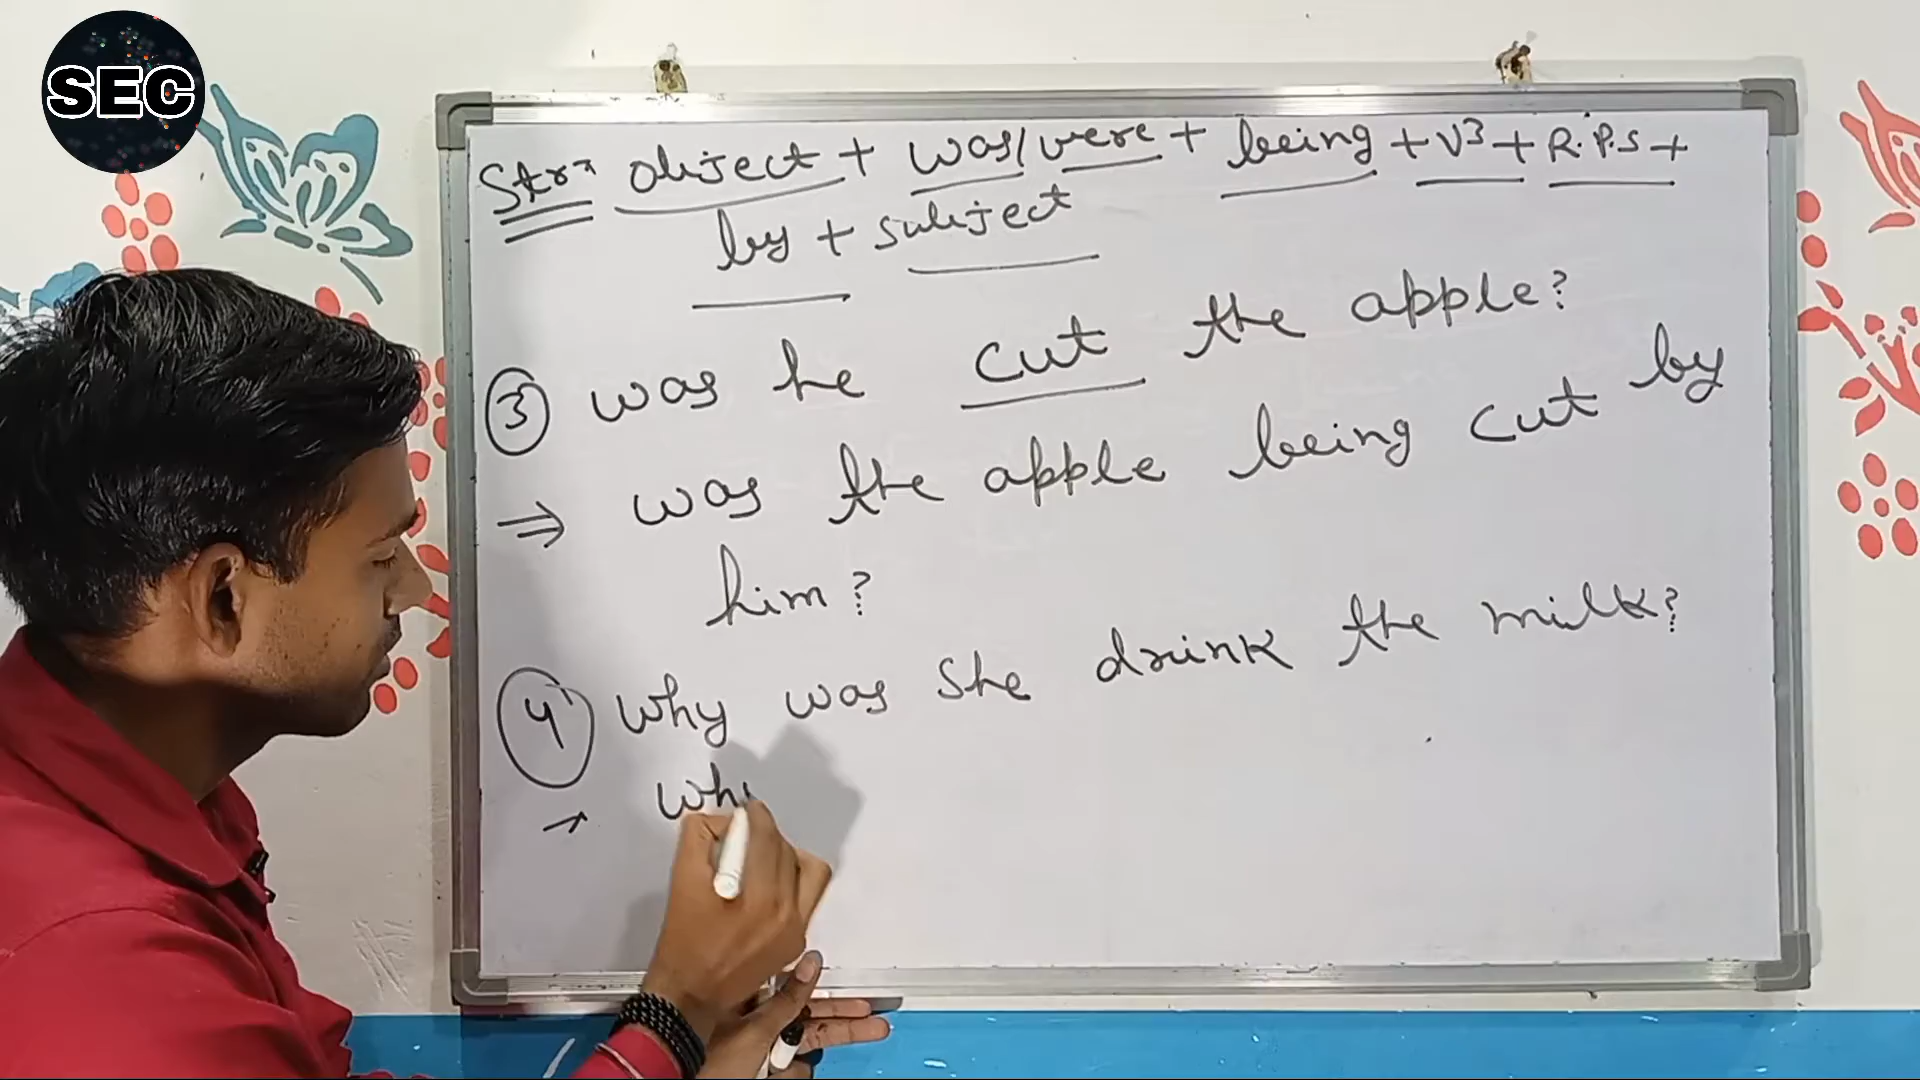 SEC
Str: object + was/were + being + V3 + R.P.S +
by + subject
3 was he cut the apple?
⇒ was the apple being cut by
him?
4 why was she drink the milk?
→ Why